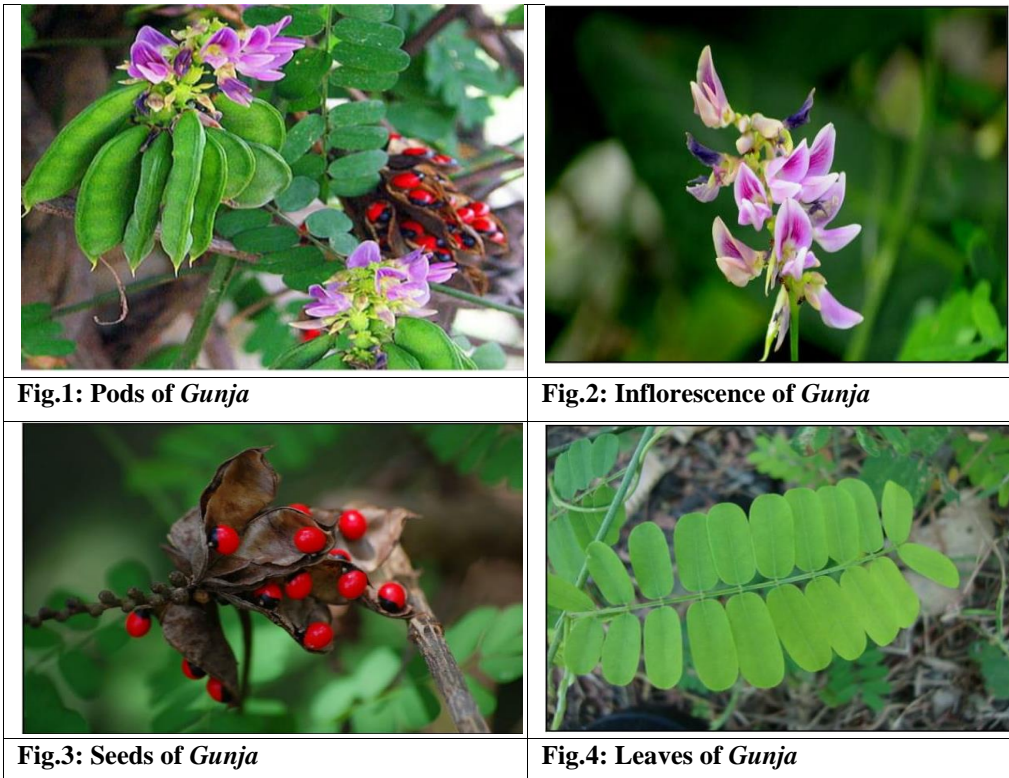 Fig.1: Pods of Gunja
Fig.2: Inflorescence of Gunja
Fig.3: Seeds of Gunja
Fig.4: Leaves of Gunja